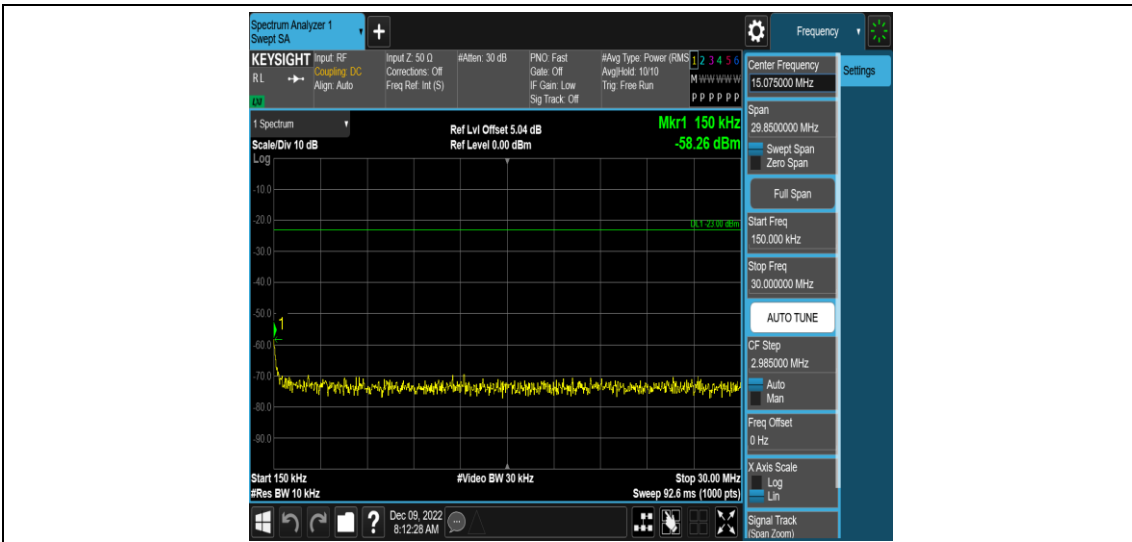 Spectrum Analyzer 1
Swept SA
+
Frequency
KEYSIGHT
RL
LXI
Input: RF
Coupling: DC
Align: Auto
Input Z: 50 Ω
Corrections: Off
Freq Ref: Int (S)
#Atten: 30 dB
PNO: Fast
Gate: Off
IF Gain: Low
Sig Track: Off
#Avg Type: Power (RMS
Avg|Hold: 10/10
Trig: Free Run
1 2 3 4 5 6
M W W W W W
P P P P P P
Center Frequency
15.075000 MHz
Settings
Span
29.8500000 MHz
Swept Span
Zero Span
Full Span
Start Freq
150.000 kHz
Stop Freq
30.000000 MHz
AUTO TUNE
CF Step
2.985000 MHz
Auto
Man
Freq Offset
0 Hz
X Axis Scale
Log
Lin
Signal Track
(Span Zoom)
1 Spectrum
Scale/Div 10 dB
Log
Ref Lvl Offset 5.04 dB
Ref Level 0.00 dBm
Mkr1 150 kHz
-58.26 dBm
-10.0
-20.0
DL1 -23.00 dBm
-30.0
-40.0
-50.0
1
-60.0
-70.0
-80.0
-90.0
Start 150 kHz
#Video BW 30 kHz
Stop 30.00 MHz
#Res BW 10 kHz
Sweep 92.6 ms (1000 pts)
?
Dec 09, 2022
8:12:28 AM